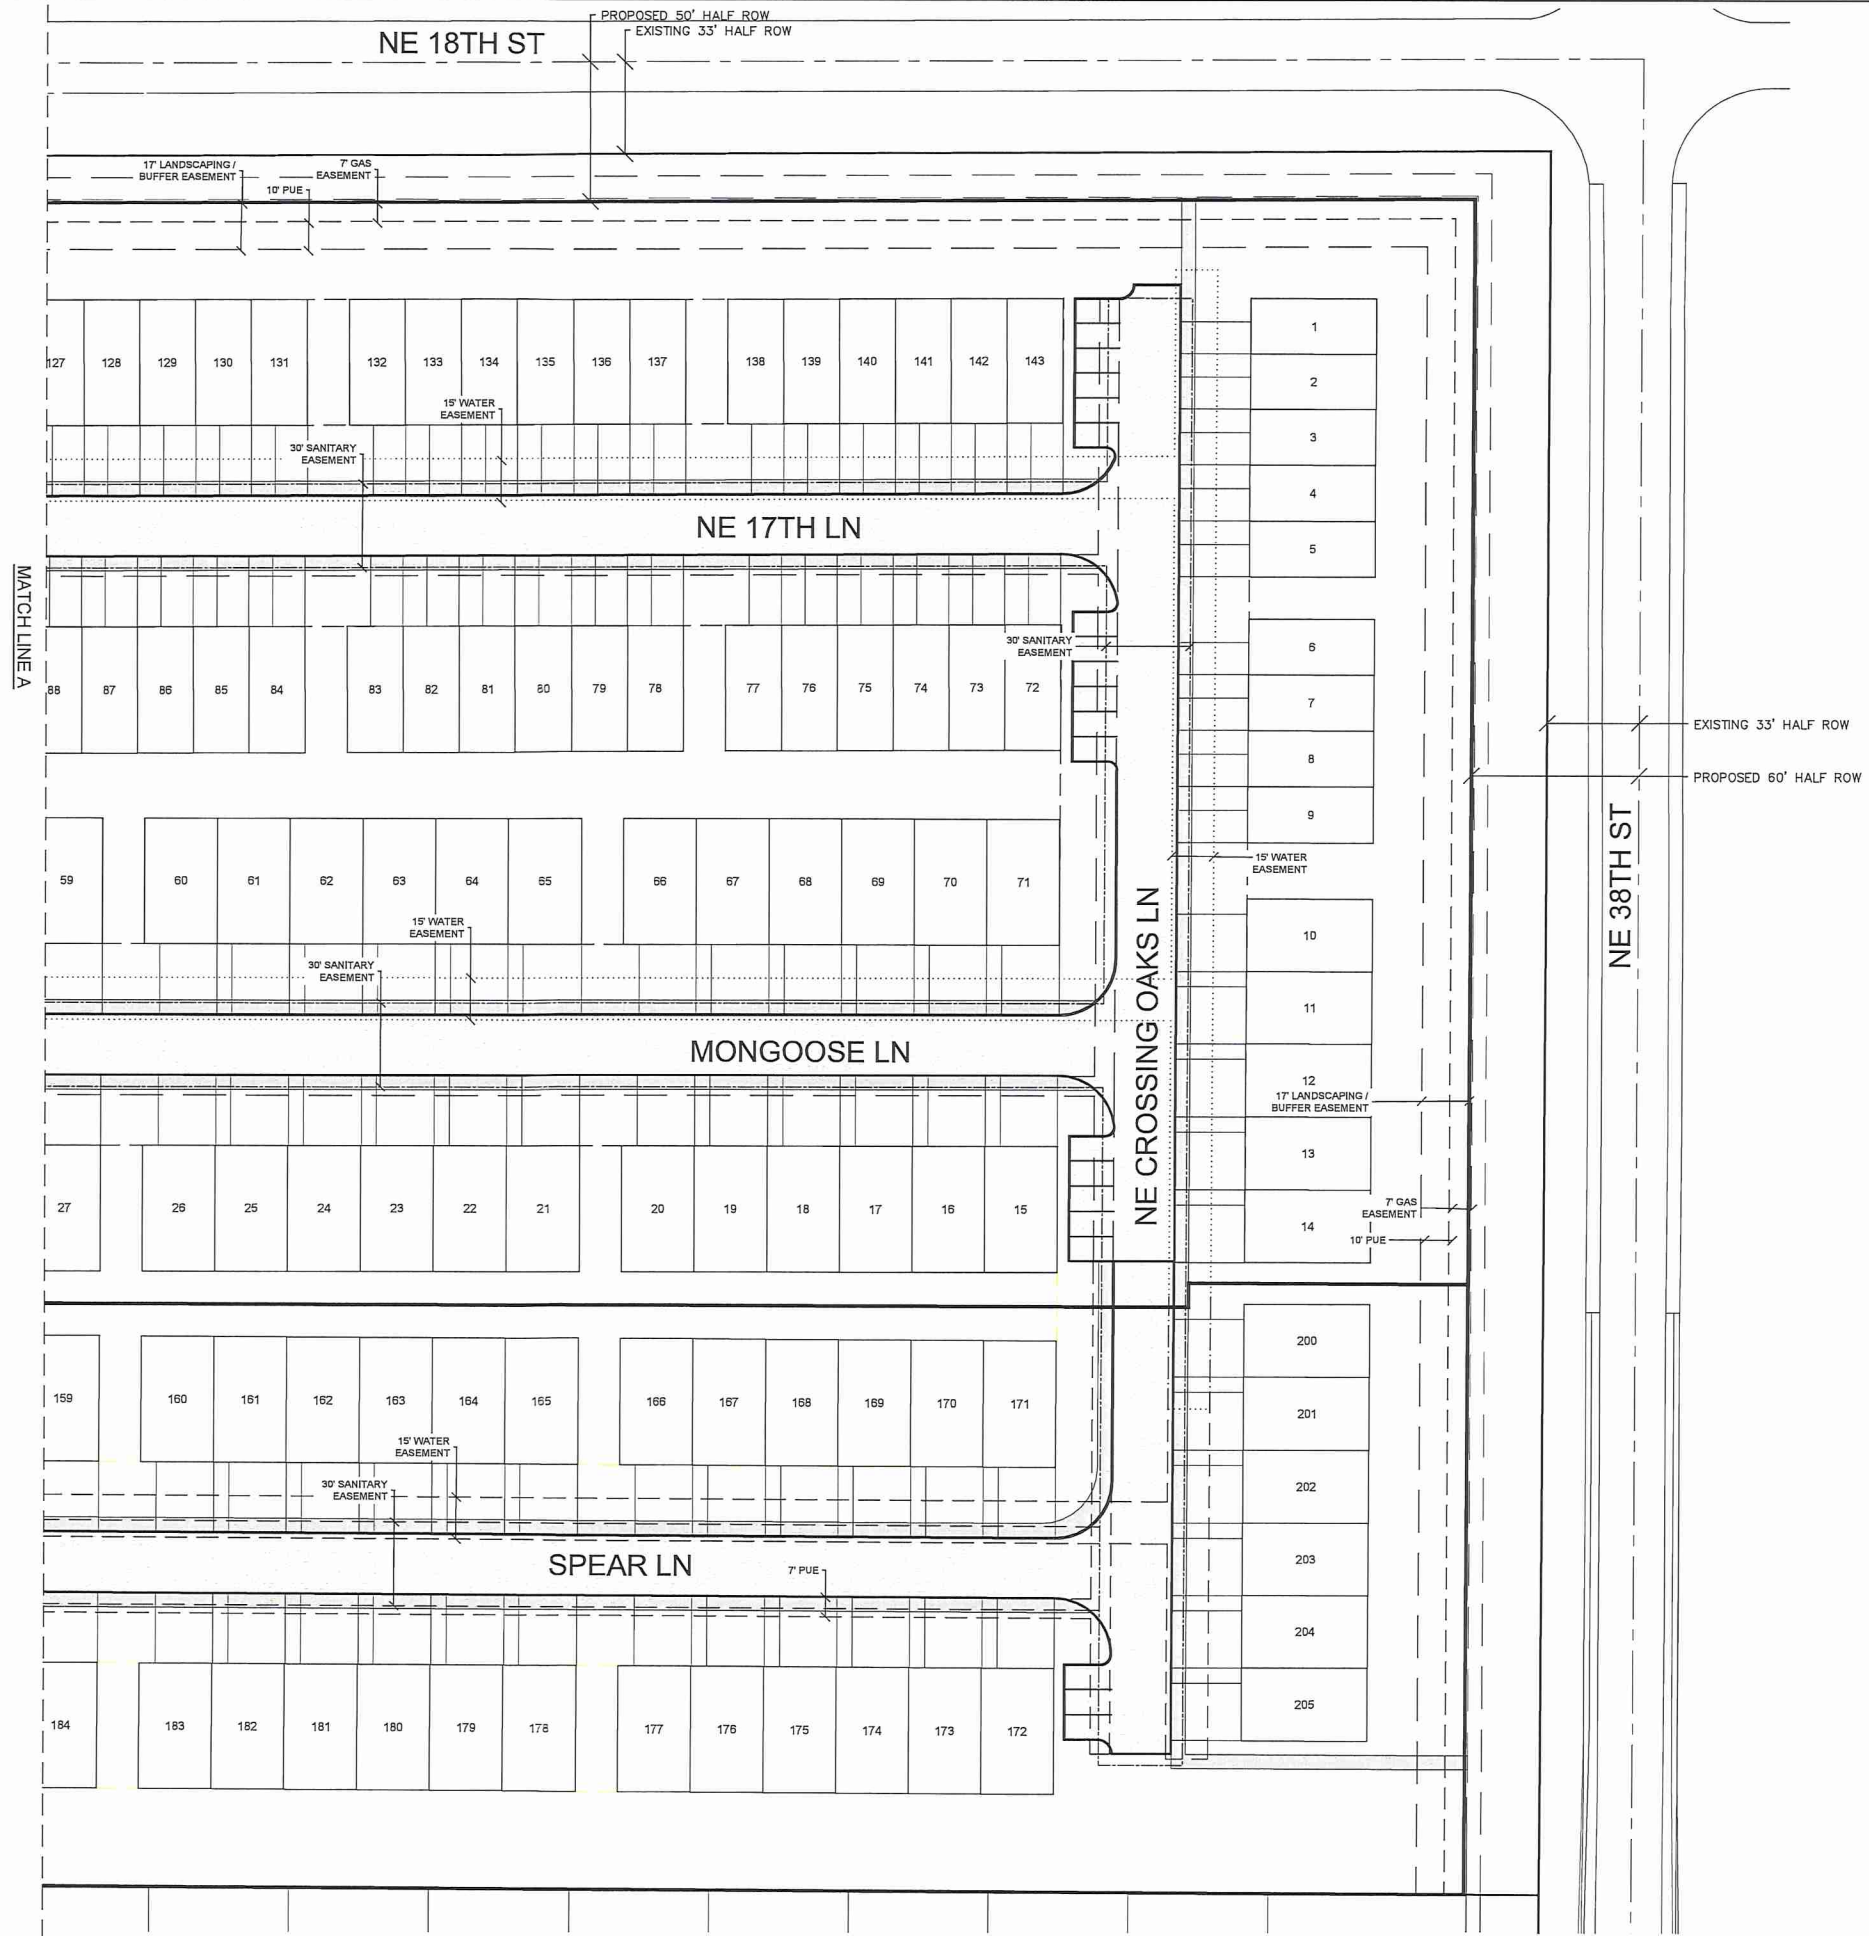 PROPOSED 50' HALF ROW
EXISTING 33' HALF ROW
NE 18TH ST
17' LANDSCAPING /
BUFFER EASEMENT
7' GAS
EASEMENT
10' PUE
127 128 129 130 131 132 133 134 135 136 137 138 139 140 141 142 143
1
2
3
4
5
15' WATER
EASEMENT
30' SANITARY
EASEMENT
NE 17TH LN
MATCH LINE A
30' SANITARY
EASEMENT
88 87 86 85 84 83 82 81 80 79 78 77 76 75 74 73 72
6
7
8
9
EXISTING 33' HALF ROW
PROPOSED 60' HALF ROW
NE 38TH ST
15' WATER
EASEMENT
59 60 61 62 63 64 65 66 67 68 69 70 71
15' WATER
EASEMENT
30' SANITARY
EASEMENT
NE CROSSING OAKS LN
10
11
12
17' LANDSCAPING /
BUFFER EASEMENT
13
14
7' GAS
EASEMENT
10' PUE
MONGOOSE LN
27 26 25 24 23 22 21 20 19 18 17 16 15
159 160 161 162 163 164 165 166 167 168 169 170 171
200
201
202
203
204
205
15' WATER
EASEMENT
30' SANITARY
EASEMENT
SPEAR LN
7' PUE
184 183 182 181 180 179 178 177 176 175 174 173 172